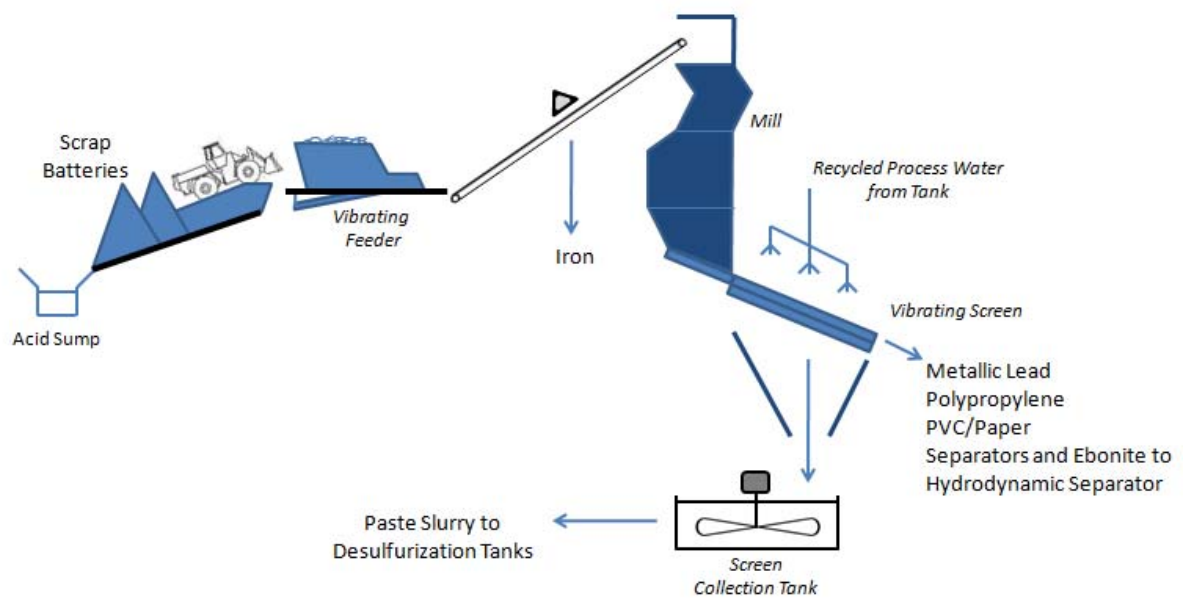 Scrap
Batteries
Acid Sump
Vibrating
Feeder
Iron
Mill
Recycled Process Water
from Tank
Vibrating Screen
Metallic Lead
Polypropylene
PVC/Paper
Separators and Ebonite to
Hydrodynamic Separator
Paste Slurry to
Desulfurization Tanks
Screen
Collection Tank